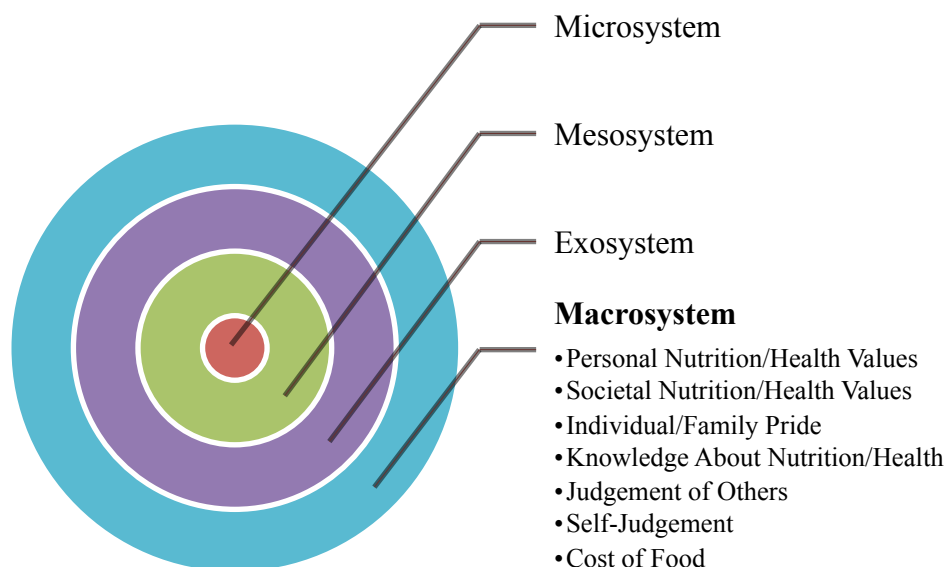 Microsystem
Mesosystem
Exosystem
Macrosystem
•Personal Nutrition/Health Values
•Societal Nutrition/Health Values
•Individual/Family Pride
•Knowledge About Nutrition/Health
•Judgement of Others
•Self-Judgement
•Cost of Food